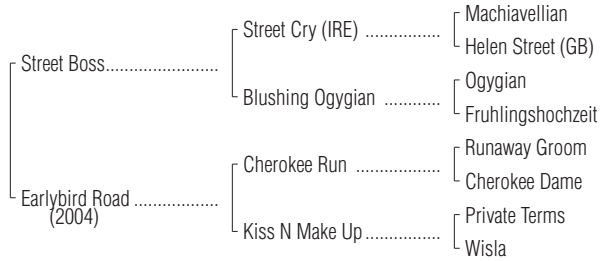 Machiavellian
Street Cry (IRE) ................
Helen Street (GB)
Street Boss........................
Ogygian
Blushing Ogygian ............
Fruhlingshochzeit
Runaway Groom
Cherokee Run ..................
Cherokee Dame
Earlybird Road ..................
(2004)
Private Terms
Kiss N Make Up................
Wisla